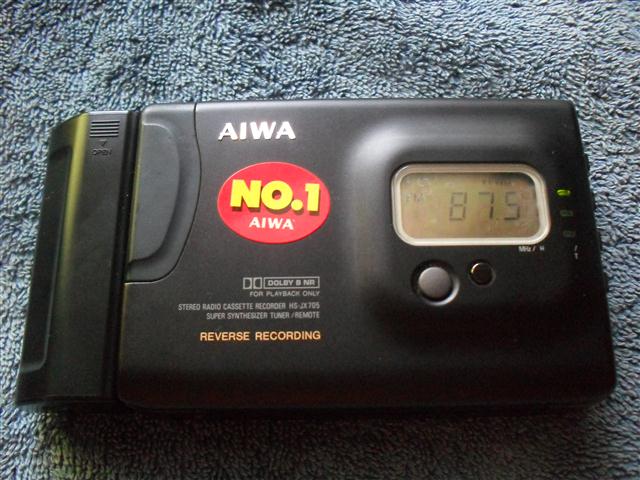 OPEN
AIWA
NO.1
AIWA
DOLBY B NR
FOR PLAYBACK ONLY
STEREO RADIO CASSETTE RECORDER HS-JX705
SUPER SYNTHESIZER TUNER/REMOTE
REVERSE RECORDING
FM 87.5
MHz/